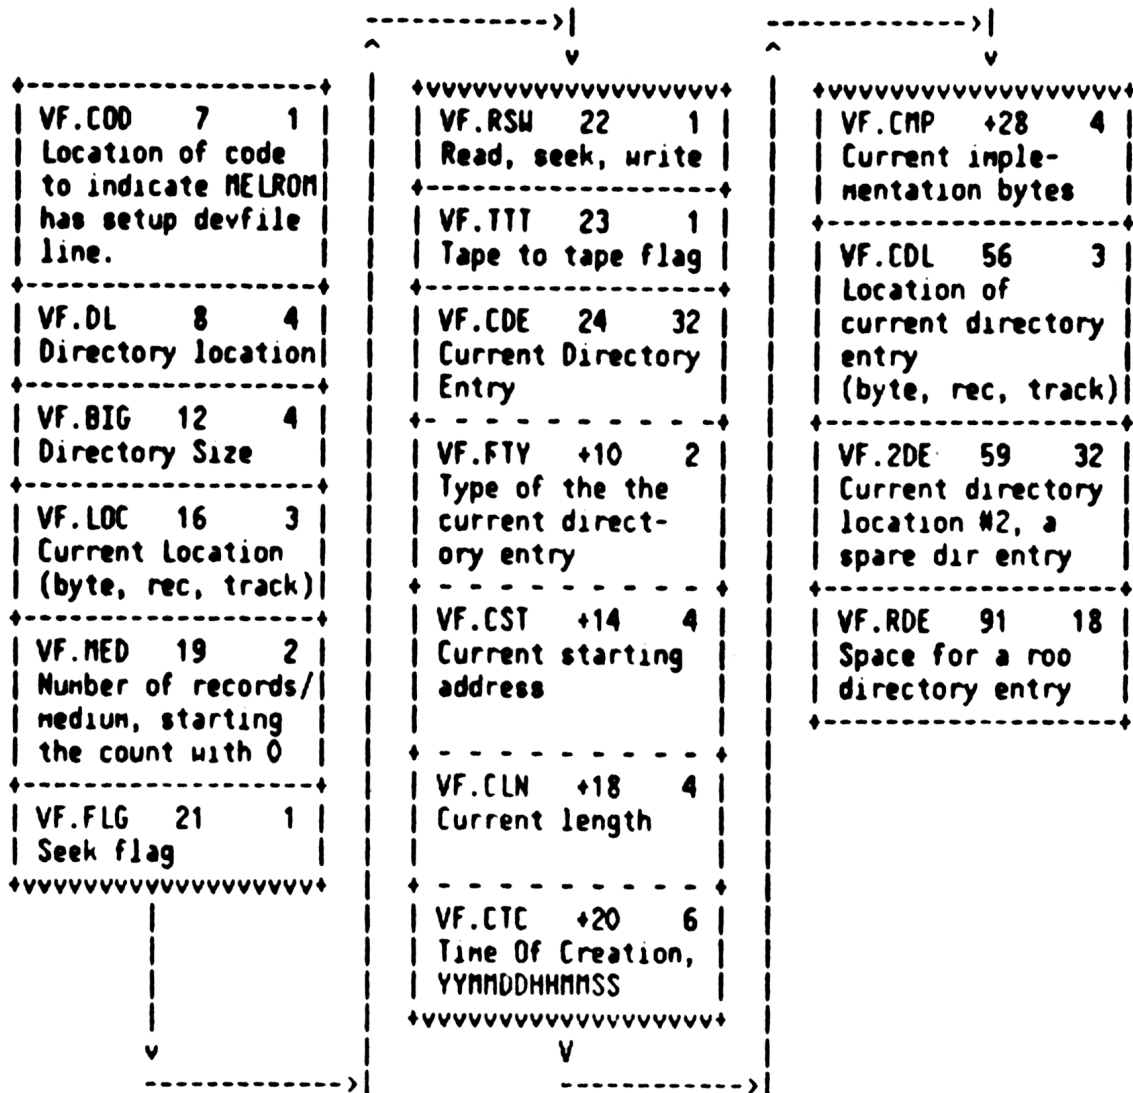 VF.COD 7 1
Location of code
to indicate MELROM
has setup devfile
line.
VF.DL 8 4
Directory location
VF.BIG 12 4
Directory Size
VF.LOC 16 3
Current Location
(byte, rec, track)
VF.MED 19 2
Number of records/
medium, starting
the count with 0
VF.FLG 21 1
Seek flag
VF.RSW 22 1
Read, seek, write
VF.TTT 23 1
Tape to tape flag
VF.CDE 24 32
Current Directory
Entry
VF.FTY +10 2
Type of the the
current direct-
ory entry
VF.CST +14 4
Current starting
address
VF.CLN +18 4
Current length
VF.CTC +20 6
Time Of Creation,
YYMMDDHHMMSS
VF.CMP +28 4
Current imple-
mentation bytes
VF.CDL 56 3
Location of
current directory
entry
(byte, rec, track)
VF.2DE 59 32
Current directory
location #2, a
spare dir entry
VF.RDE 91 18
Space for a roo
directory entry